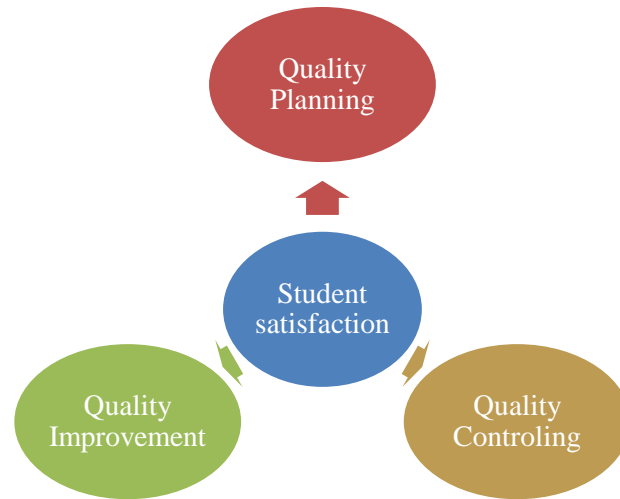 Quality
Planning
Student
satisfaction
Quality
Improvement
Quality
Controling